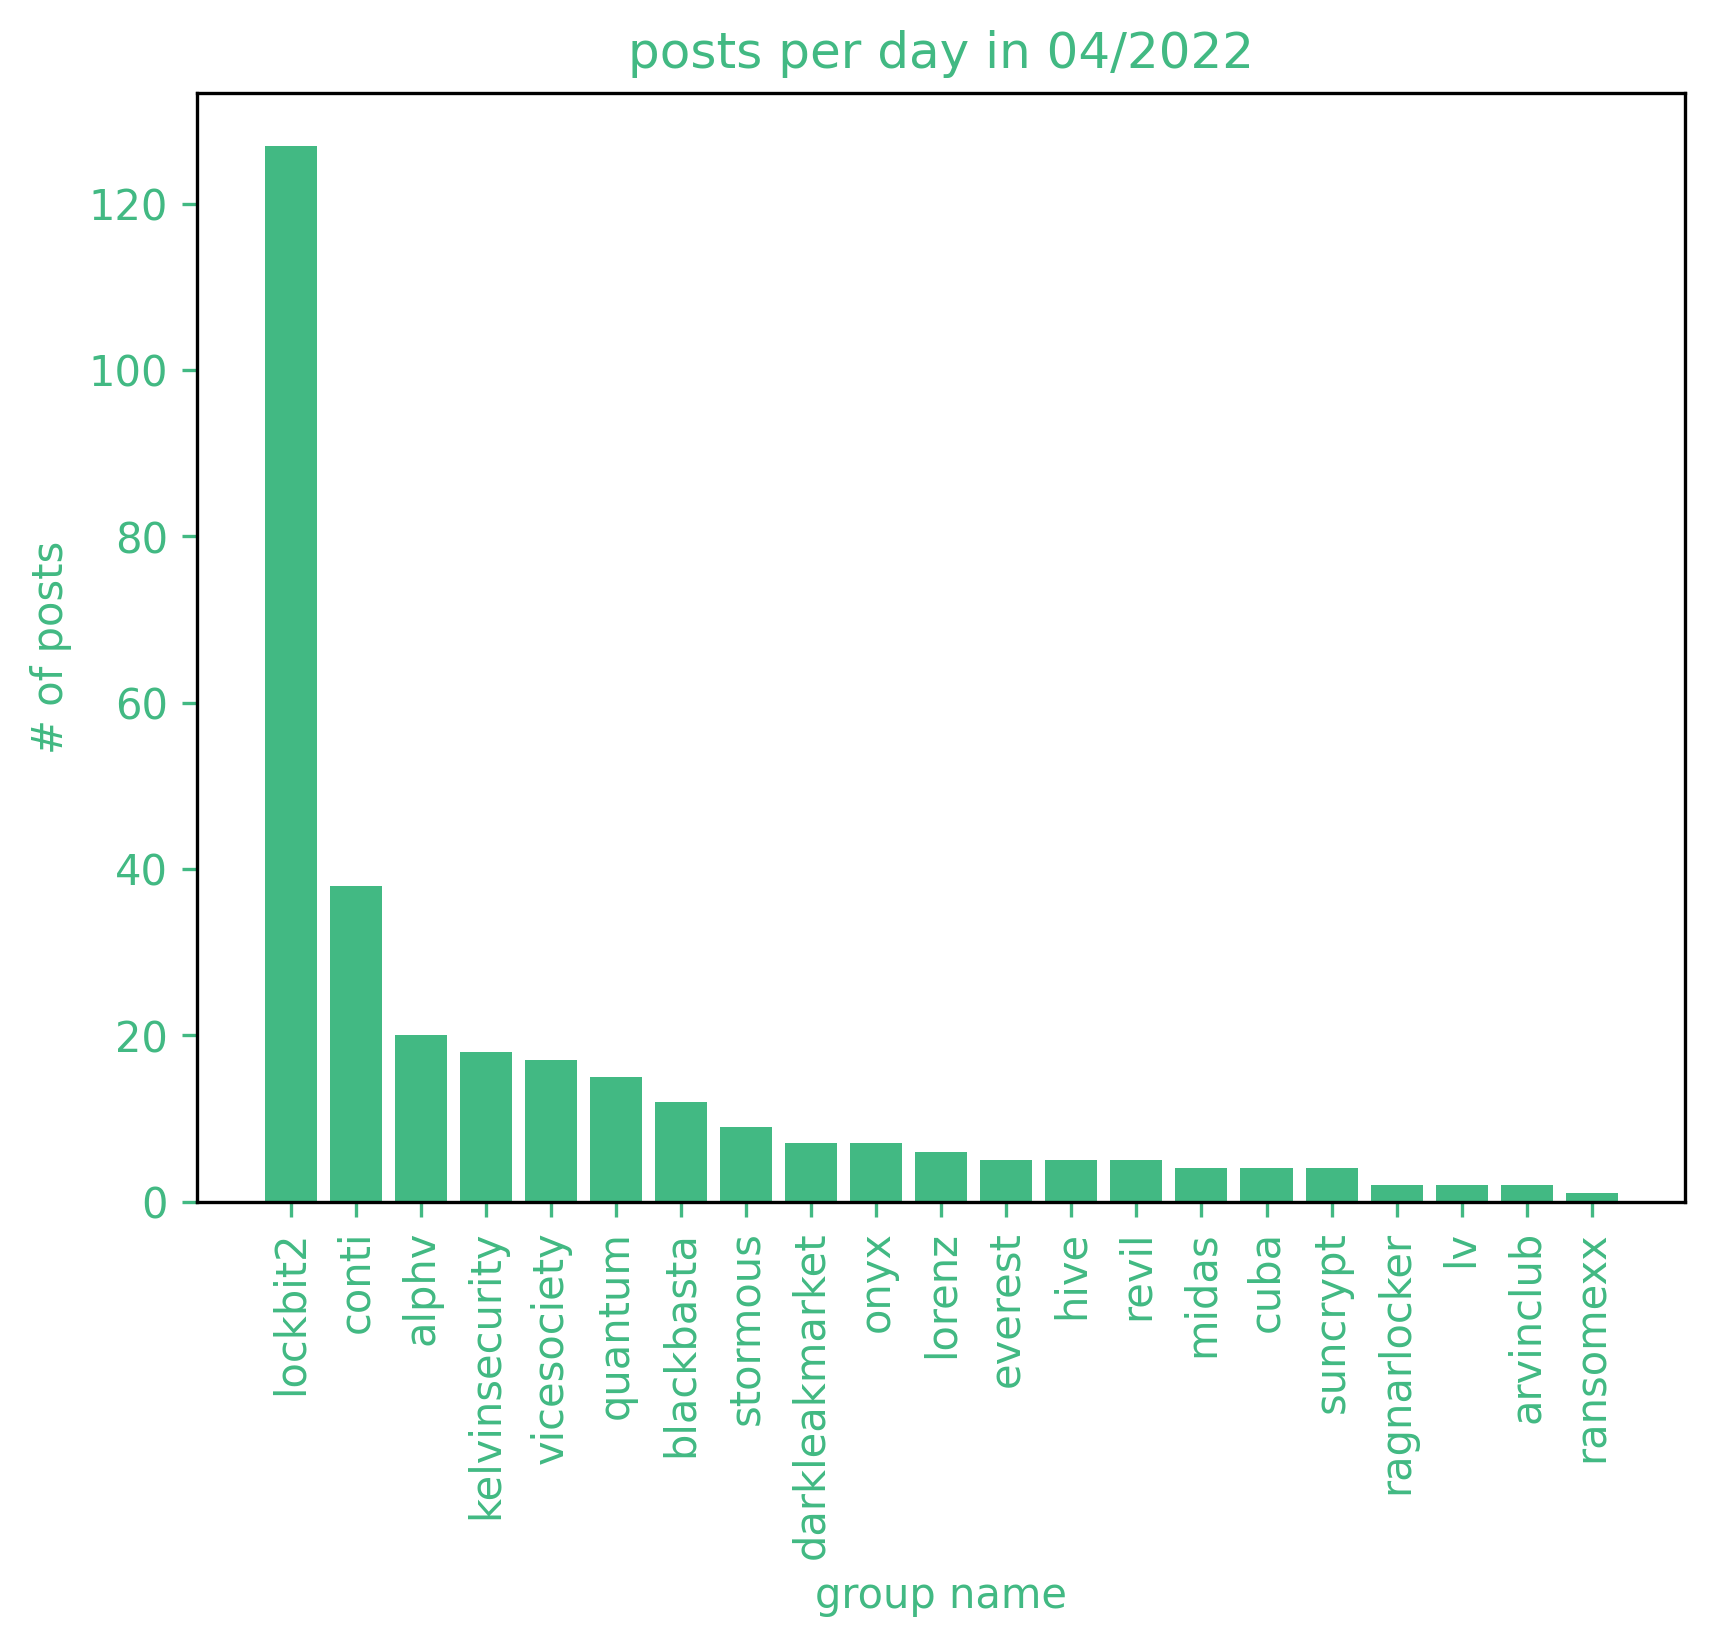 posts per day in 04/2022
# of posts
120
100
80
60
40
20
0
lockbit2
conti
alphv
kelvinsecurity
vicesociety
quantum
blackbasta
stormous
darkleakmarket
onyx
lorenz
everest
hive
revil
midas
cuba
suncrypt
ragnarlocker
lv
arvinclub
ransomexx
group name